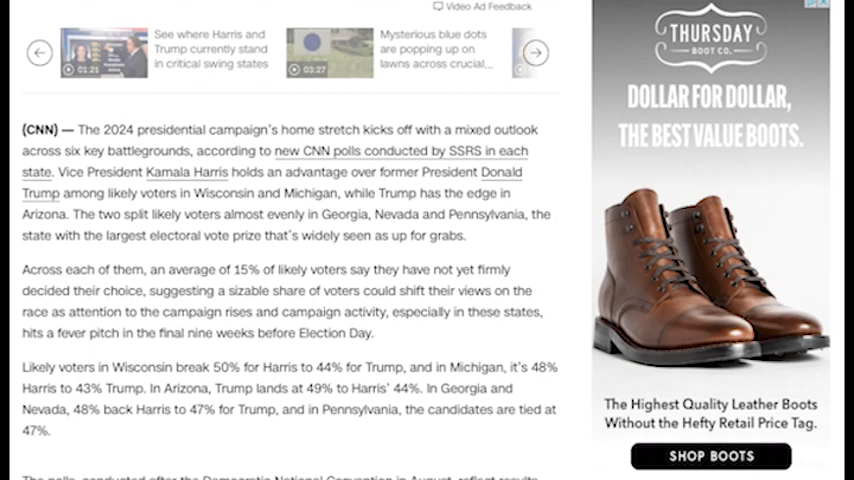 Video Ad Feedback
See where Harris and
Trump currently stand
in critical swing states
01:21
Mysterious blue dots
are popping up on
lawns across crucial...
03:27
(CNN) — The 2024 presidential campaign's home stretch kicks off with a mixed outlook
across six key battlegrounds, according to new CNN polls conducted by SSRS in each
state. Vice President Kamala Harris holds an advantage over former President Donald
Trump among likely voters in Wisconsin and Michigan, while Trump has the edge in
Arizona. The two split likely voters almost evenly in Georgia, Nevada and Pennsylvania, the
state with the largest electoral vote prize that's widely seen as up for grabs.
Across each of them, an average of 15% of likely voters say they have not yet firmly
decided their choice, suggesting a sizable share of voters could shift their views on the
race as attention to the campaign rises and campaign activity, especially in these states,
hits a fever pitch in the final nine weeks before Election Day.
Likely voters in Wisconsin break 50% for Harris to 44% for Trump, and in Michigan, it's 48%
Harris to 43% Trump. In Arizona, Trump lands at 49% to Harris' 44%. In Georgia and
Nevada, 48% back Harris to 47% for Trump, and in Pennsylvania, the candidates are tied at
47%.
The polls, conducted after the Democratic National Convention in August, reflect results
THURSDAY
BOOT CO.
DOLLAR FOR DOLLAR,
THE BEST VALUE BOOTS.
The Highest Quality Leather Boots
Without the Hefty Retail Price Tag.
SHOP BOOTS